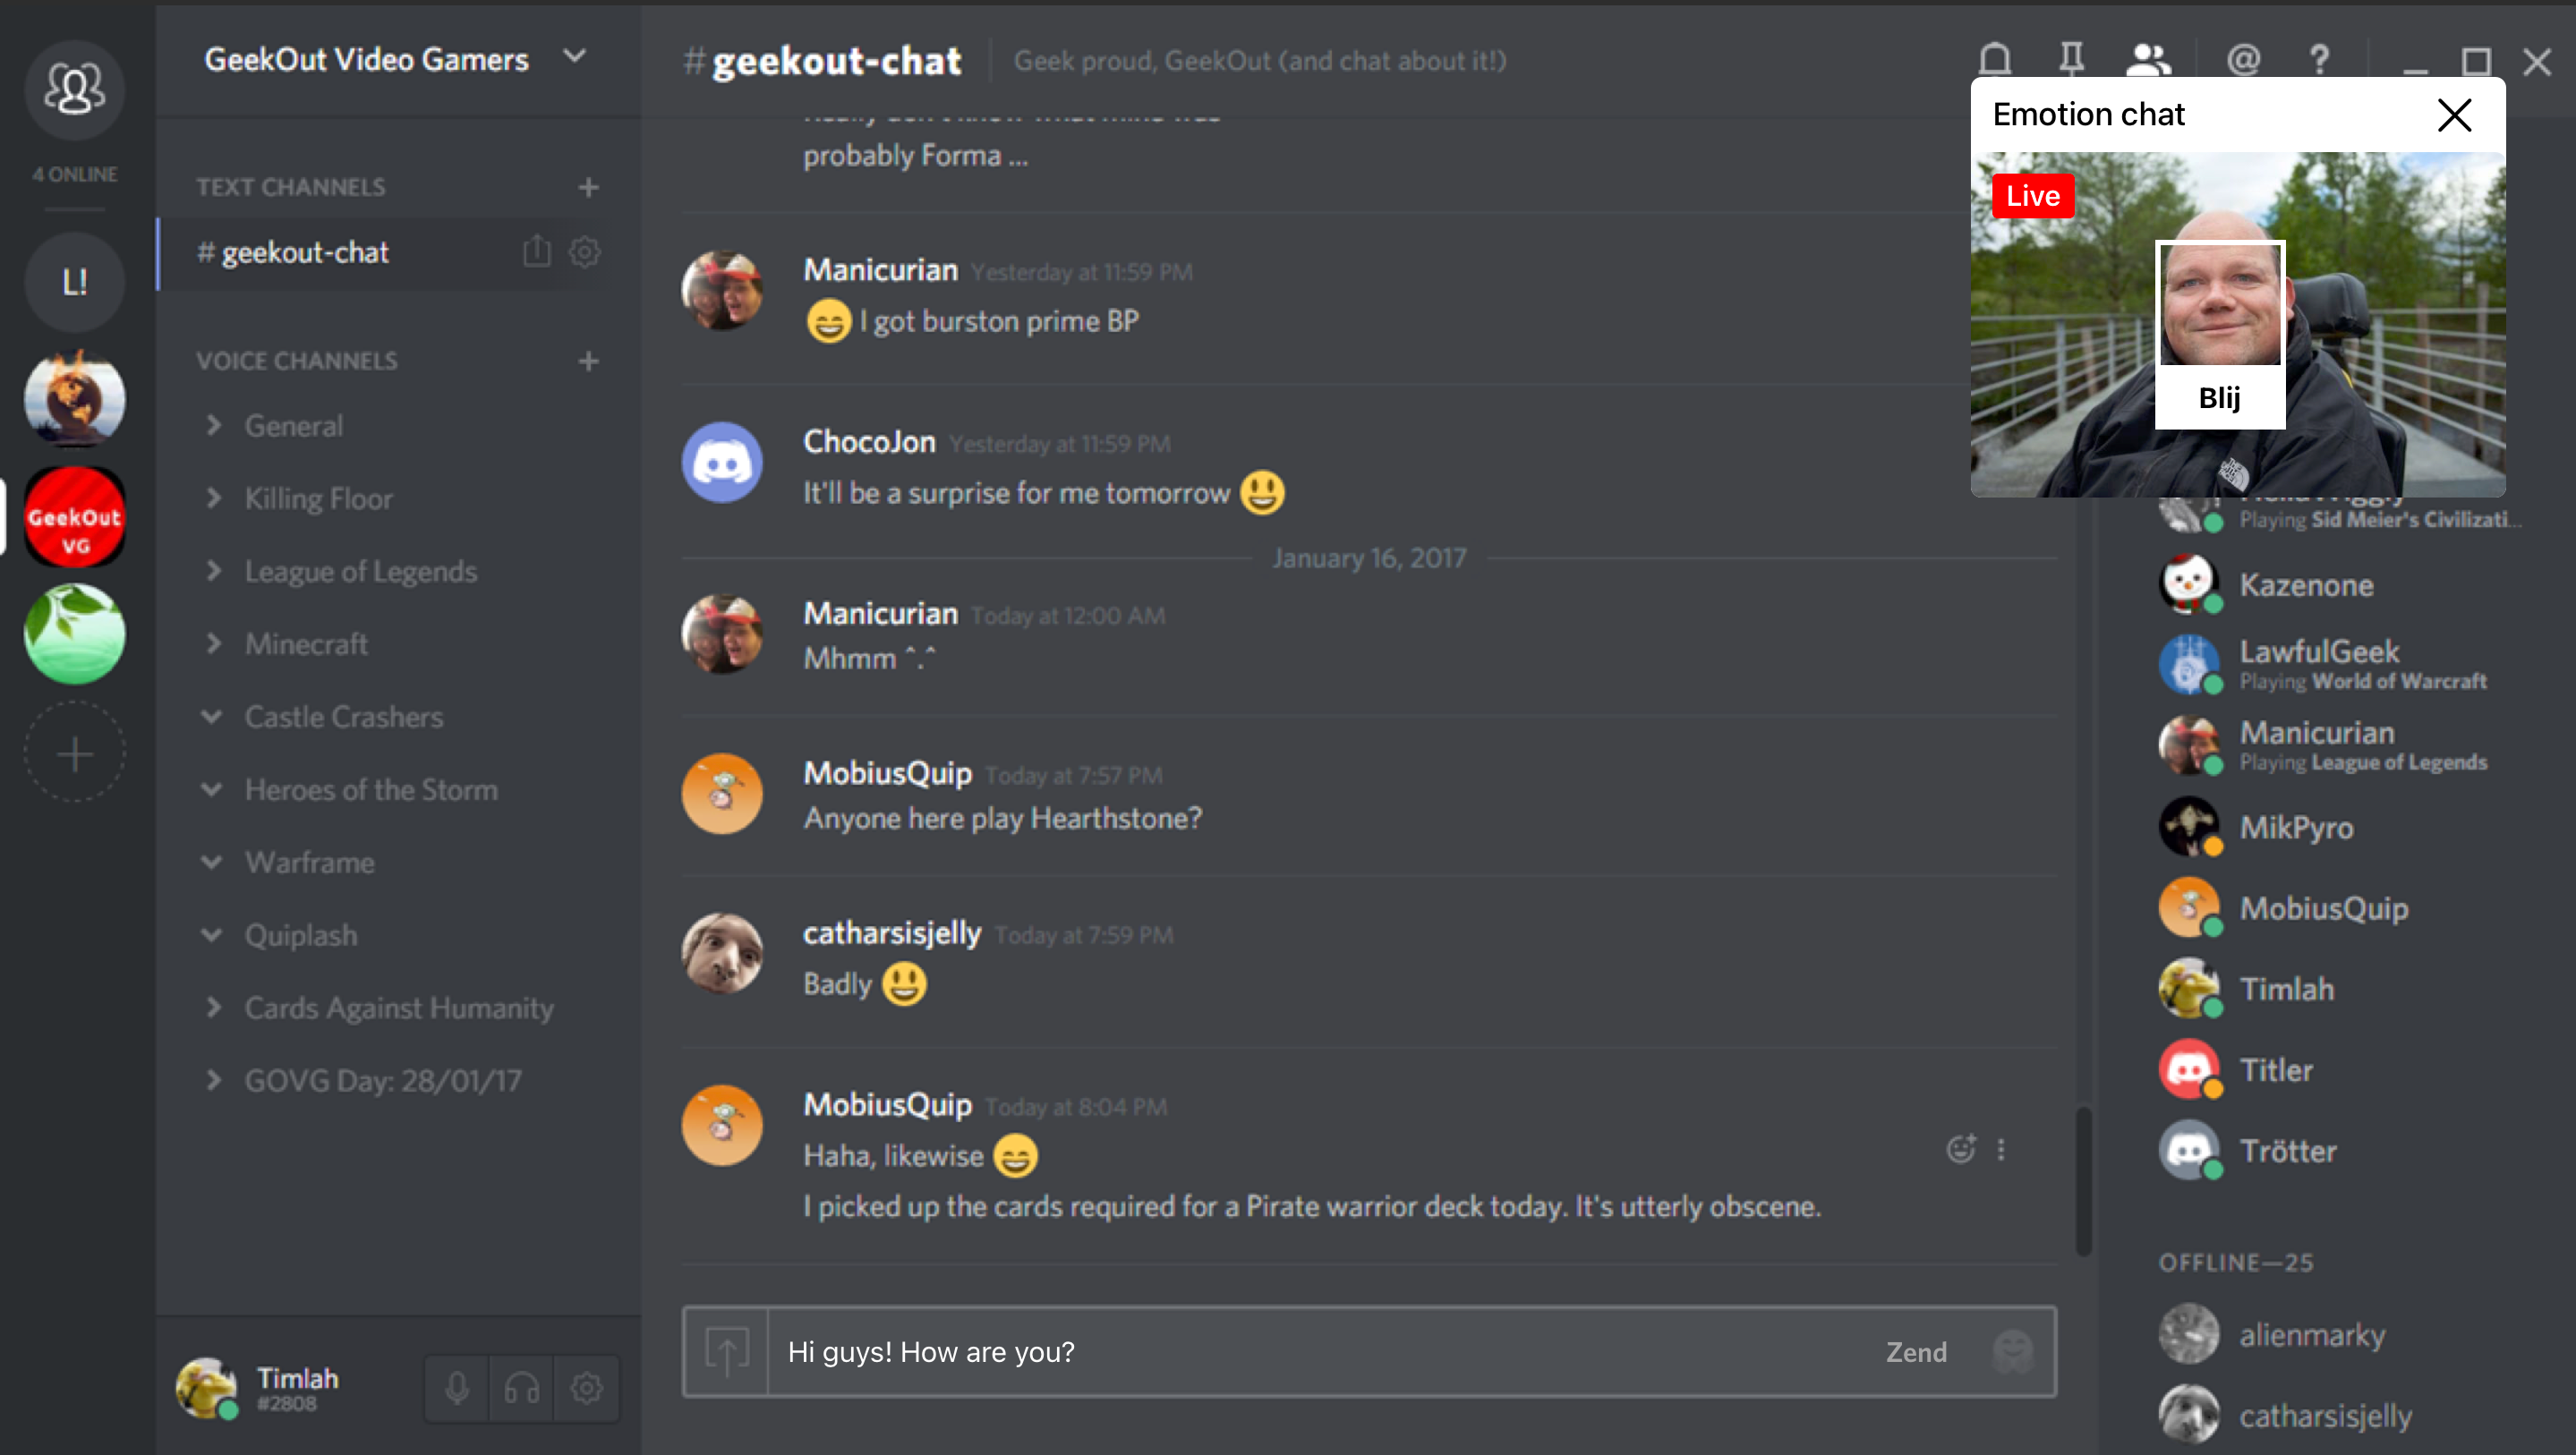 4 ONLINE
L!
GeekOut
VG
GeekOut Video Gamers
TEXT CHANNELS
# geekout-chat
VOICE CHANNELS
General
Killing Floor
League of Legends
Minecraft
Castle Crashers
Heroes of the Storm
Warframe
Quiplash
Cards Against Humanity
GOVG Day: 28/01/17
Timlah
#2808
# geekout-chat
Geek proud, GeekOut (and chat about it!)
probably Forma ...
Manicurian Yesterday at 11:59 PM
I got burston prime BP
ChocoJon Yesterday at 11:59 PM
It'll be a surprise for me tomorrow
January 16, 2017
Manicurian Today at 12:00 AM
Mhmm ^.^
MobiusQuip Today at 7:57 PM
Anyone here play Hearthstone?
catharsisjelly Today at 7:59 PM
Badly
MobiusQuip Today at 8:04 PM
Haha, likewise
I picked up the cards required for a Pirate warrior deck today. It's utterly obscene.
Hi guys! How are you?
Zend
Emotion chat
Live
Blij
THE NORTH FACE
Playing Sid Meier's Civilizati...
Kazenone
LawfulGeek
Playing World of Warcraft
Manicurian
Playing League of Legends
MikPyro
MobiusQuip
Timlah
Titler
Trötter
OFFLINE—25
alienmarky
catharsisjelly